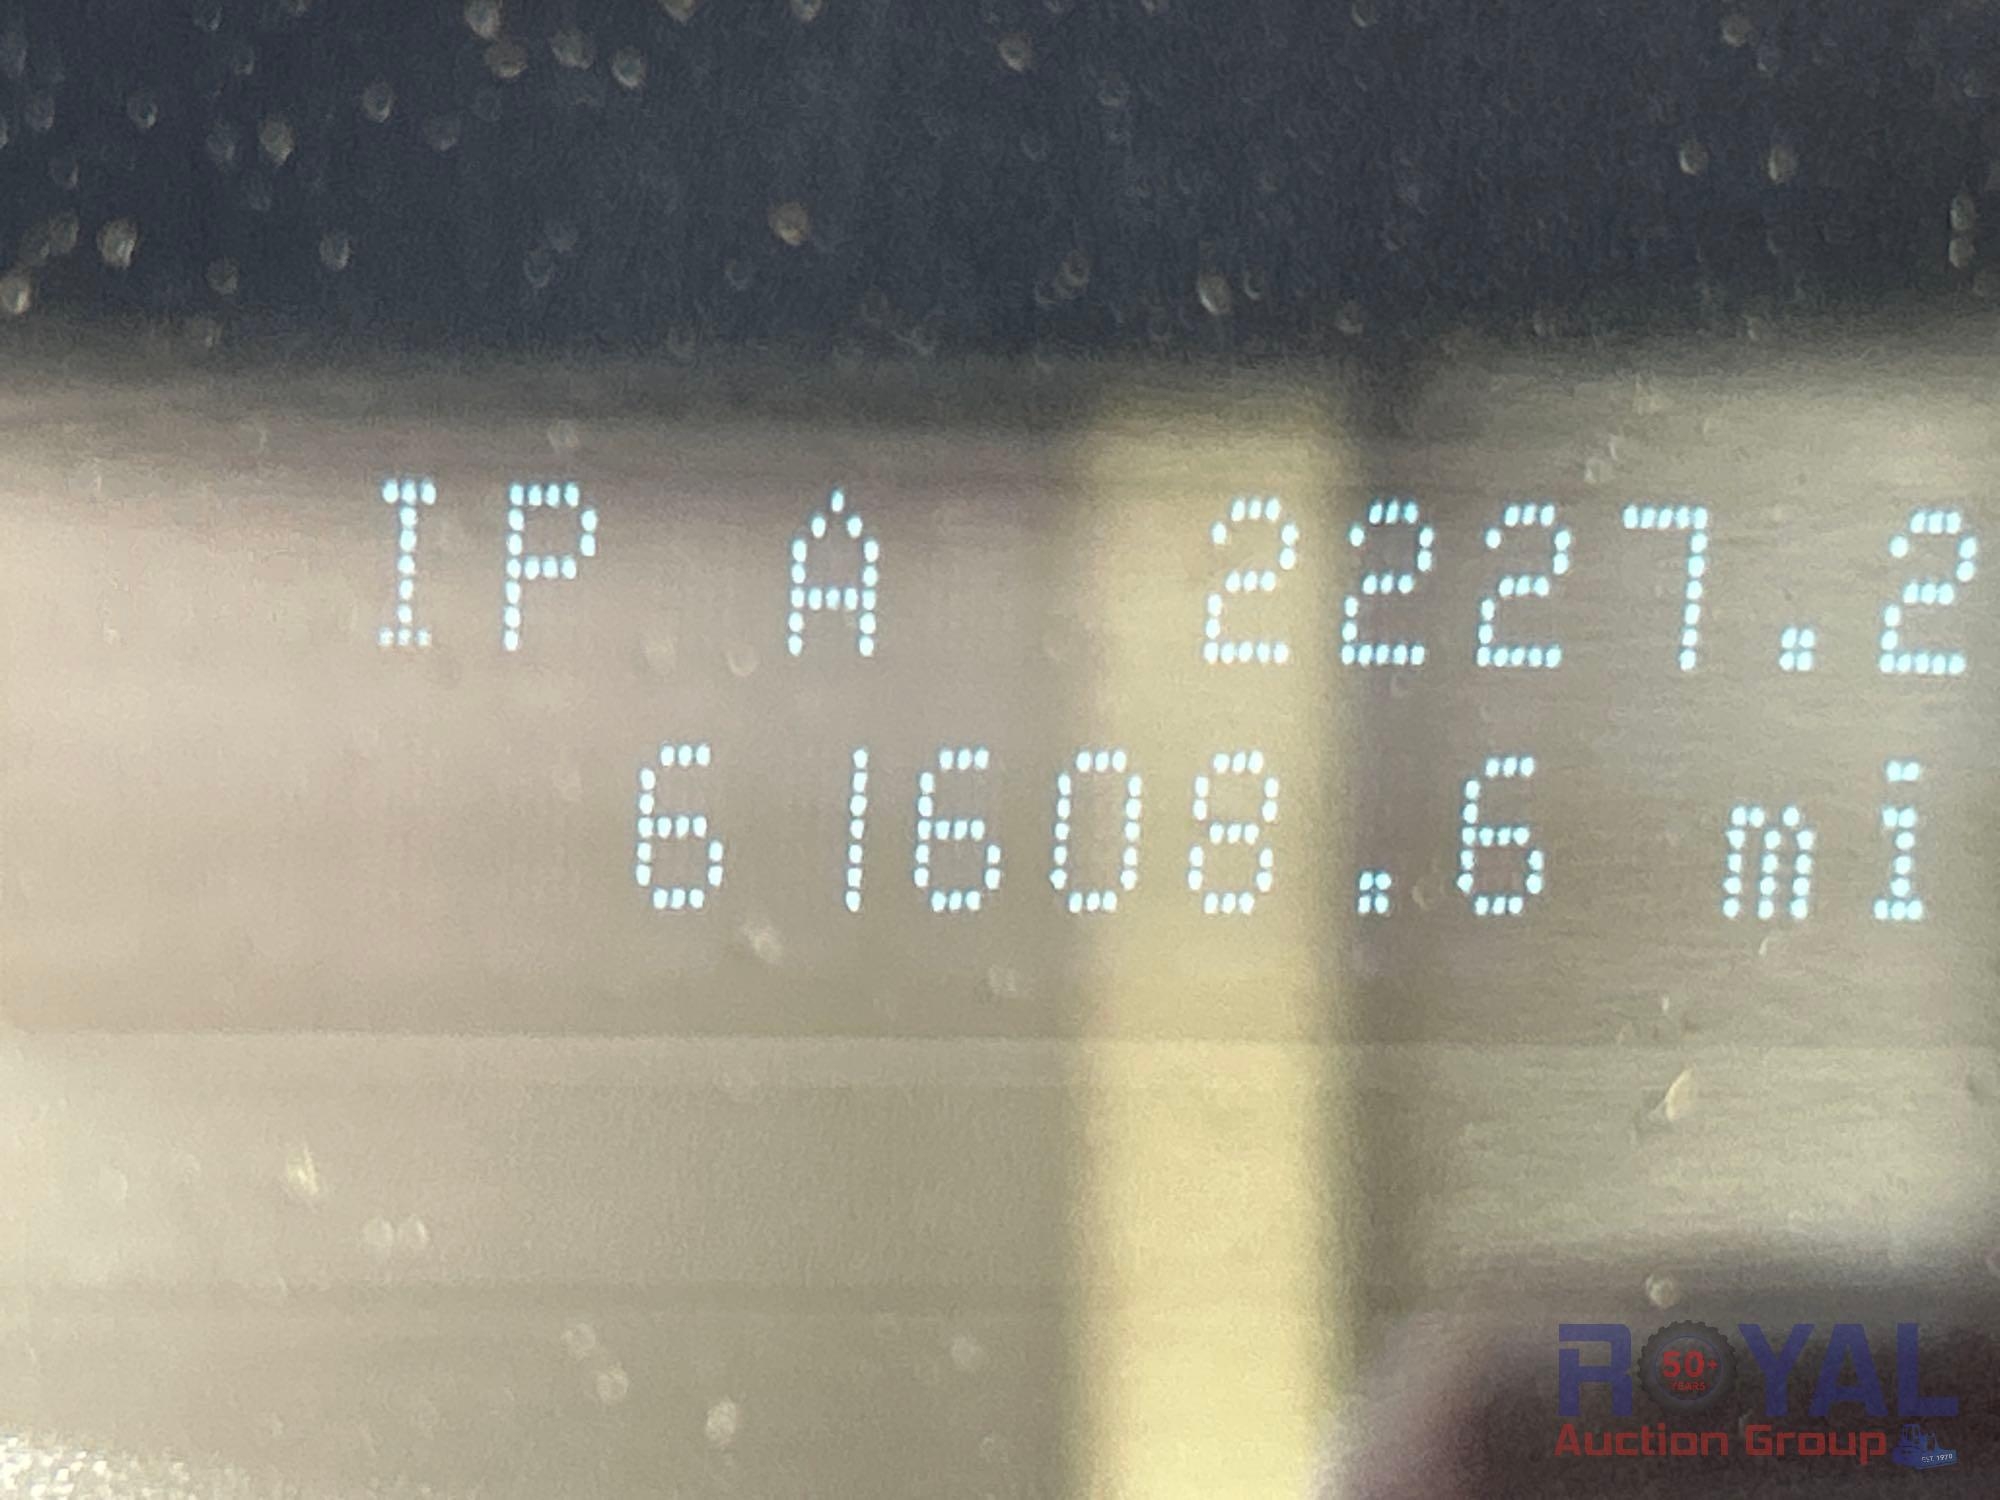 IP A 2227.2
61608.6 mi
ROYAL
50+
YEARS
Auction Group
EST. 1970